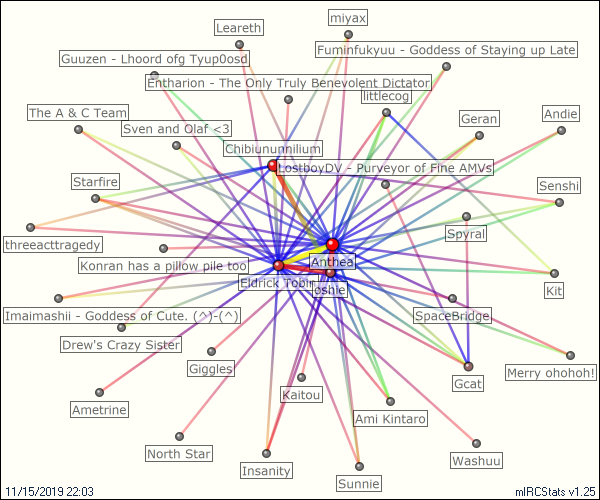 miyax
Leareth
Fuminfukyuu - Goddess of Staying up Late
Guuzen - Lhoord ofg Tyup0osd
Entharion - The Only Truly Benevolent Dictator
littlecog
The A & C Team
Geran
Andie
Sven and Olaf <3
Chibiununnilium
LostboyDV - Purveyor of Fine AMVs
Starfire
Senshi
Spyral
threeacttragedy
Anthea
Konran has a pillow pile too
Eldrick Tobin
Joshie
Kit
Imaimashii - Goddess of Cute. (^)-(^)
SpaceBridge
Drew's Crazy Sister
Giggles
Merry ohohoh!
Gcat
Kaitou
Ametrine
Ami Kintaro
North Star
Washuu
Insanity
Sunnie
11/15/2019 22:03
mIRCStats v1.25